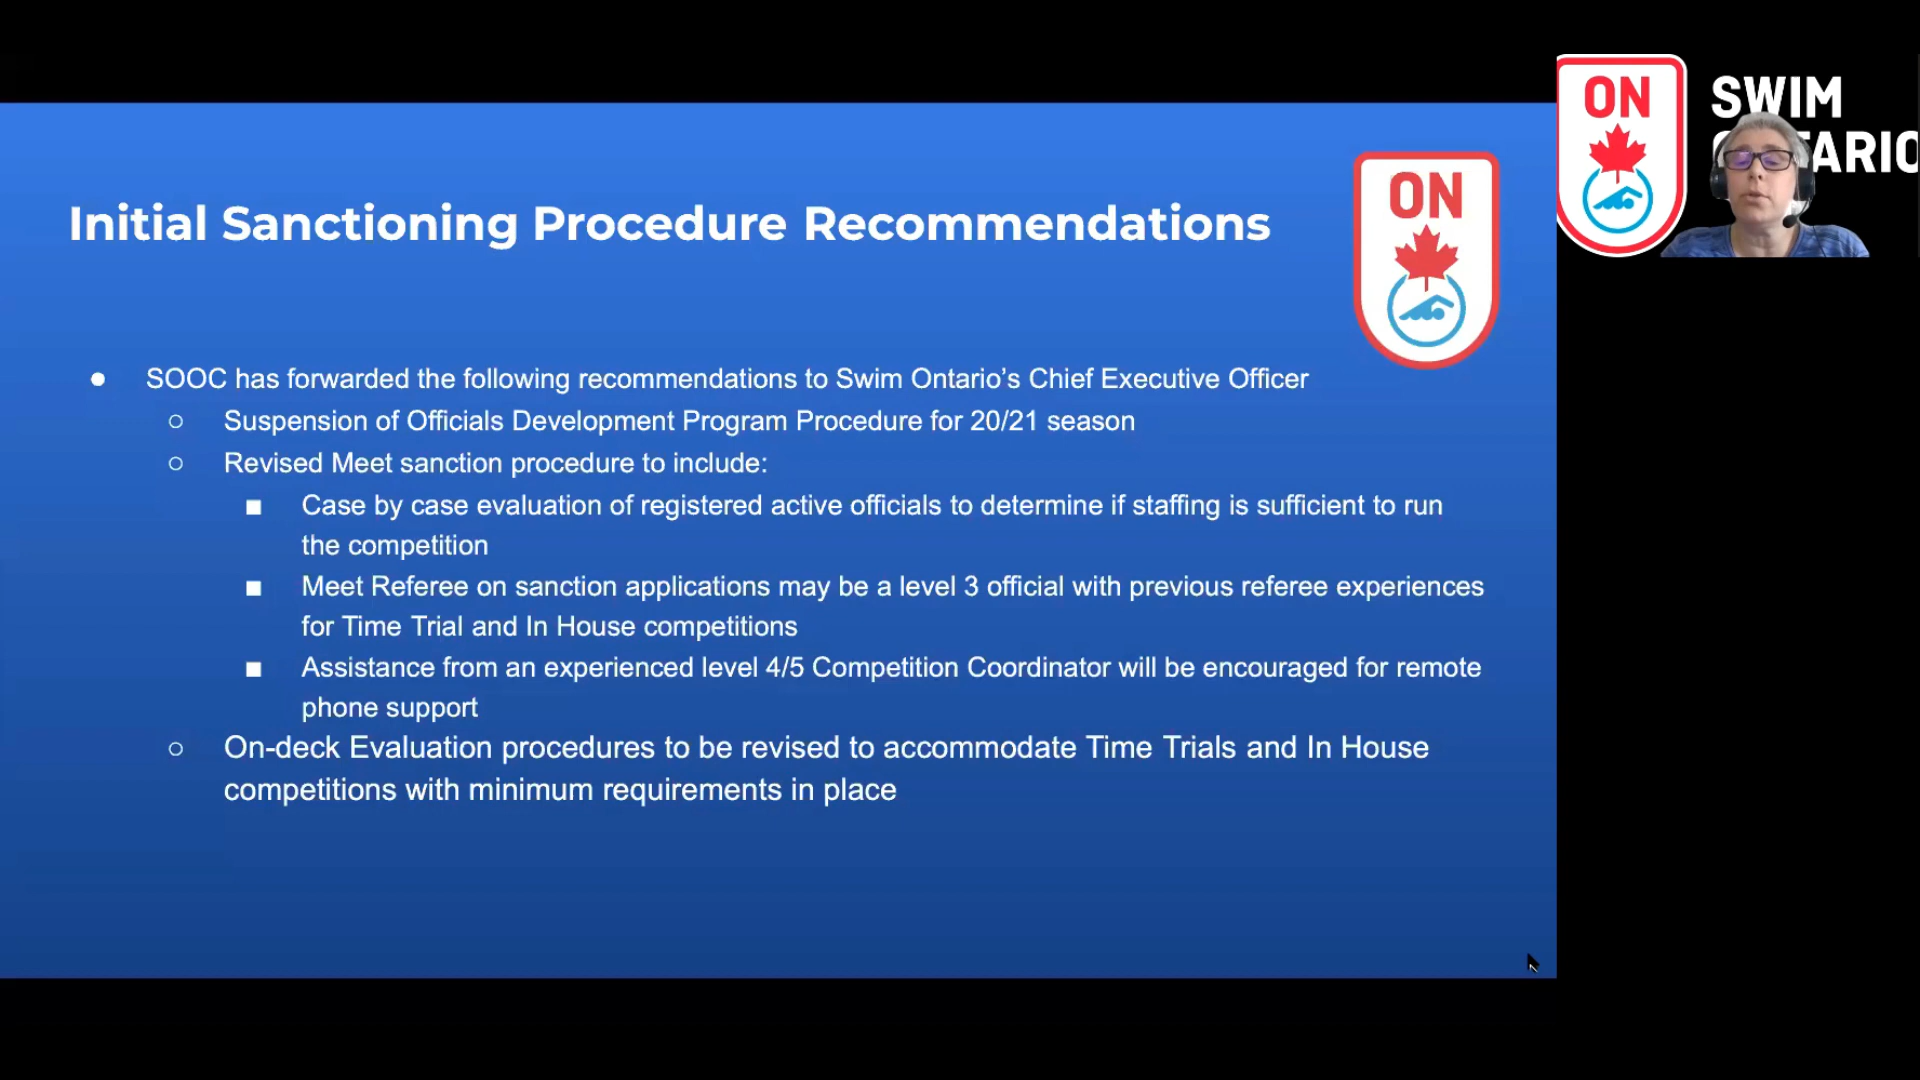 ON
SWIM
ONTARIO
Initial Sanctioning Procedure Recommendations
ON
● SOOC has forwarded the following recommendations to Swim Ontario’s Chief Executive Officer
○ Suspension of Officials Development Program Procedure for 20/21 season
○ Revised Meet sanction procedure to include:
■ Case by case evaluation of registered active officials to determine if staffing is sufficient to run
the competition
■ Meet Referee on sanction applications may be a level 3 official with previous referee experiences
for Time Trial and In House competitions
■ Assistance from an experienced level 4/5 Competition Coordinator will be encouraged for remote
phone support
○ On-deck Evaluation procedures to be revised to accommodate Time Trials and In House
competitions with minimum requirements in place